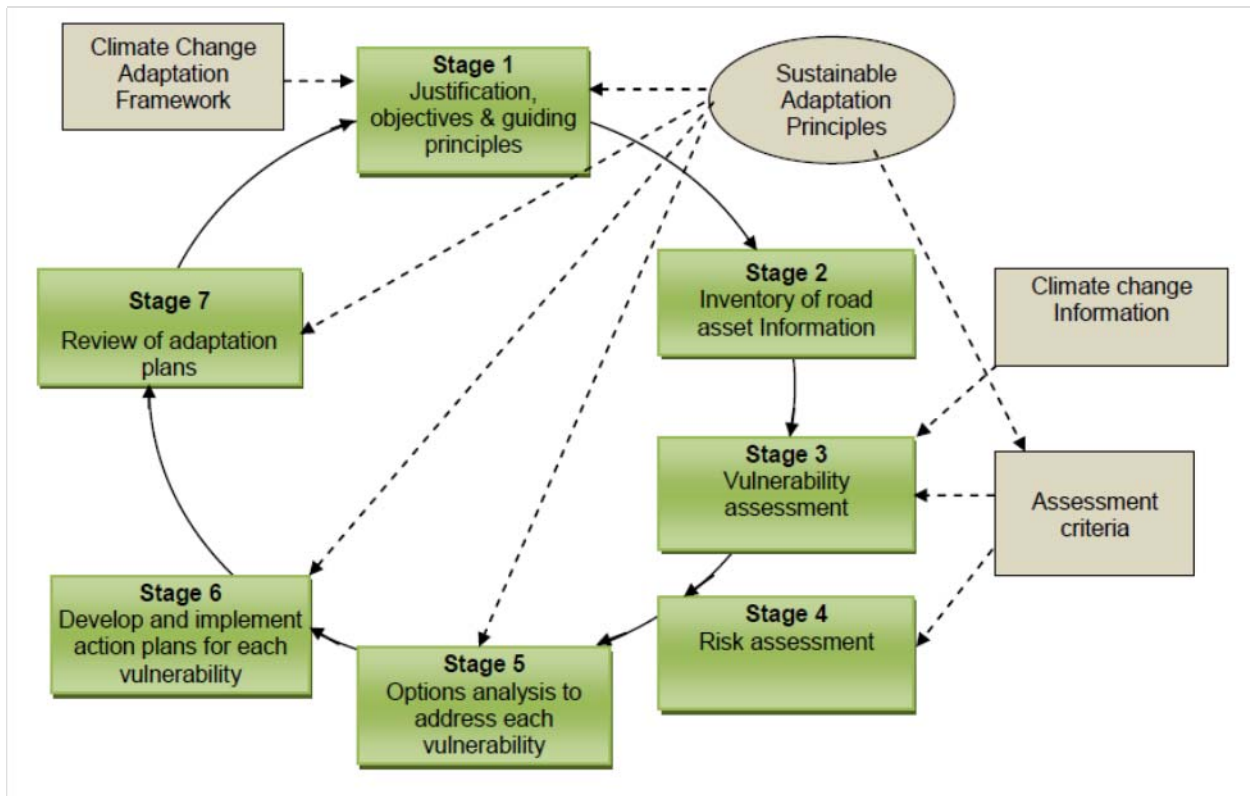 Climate Change
Adaptation
Framework
Stage 1
Justification,
objectives & guiding
principles
Sustainable
Adaptation
Principles
Stage 2
Inventory of road
asset Information
Climate change
Information
Stage 3
Vulnerability
assessment
Assessment
criteria
Stage 4
Risk assessment
Stage 5
Options analysis to
address each
vulnerability
Stage 6
Develop and implement
action plans for each
vulnerability
Stage 7
Review of adaptation
plans